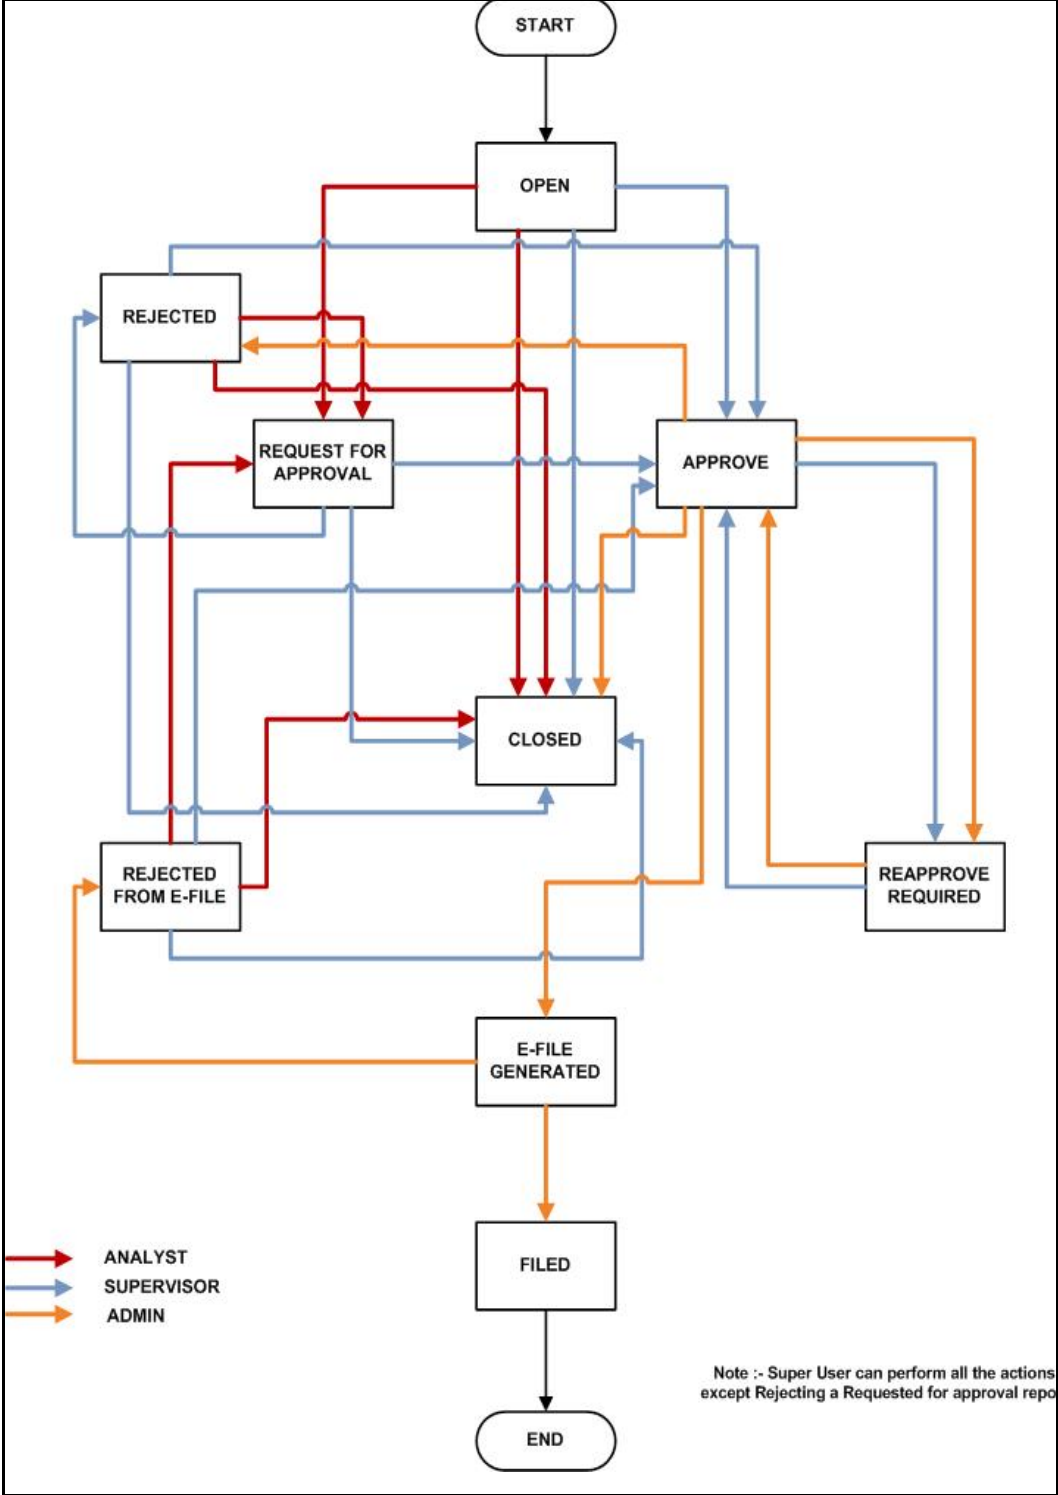 START
OPEN
REJECTED
REQUEST FOR
APPROVAL
APPROVE
CLOSED
REJECTED
FROM E-FILE
REAPPROVE
REQUIRED
E-FILE
GENERATED
FILED
ANALYST
SUPERVISOR
ADMIN
Note :- Super User can perform all the actions
except Rejecting a Requested for approval repo
END